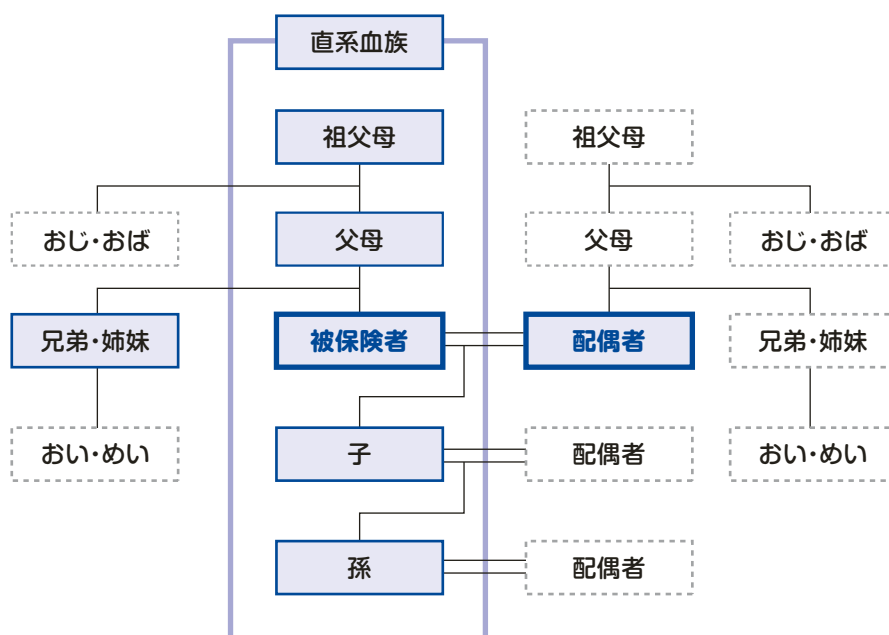 直系血族
祖父母
祖父母
おじ・おば
父母
父母
おじ・おば
兄弟・姉妹
被保険者
配偶者
兄弟・姉妹
おい・めい
子
配偶者
おい・めい
孫
配偶者